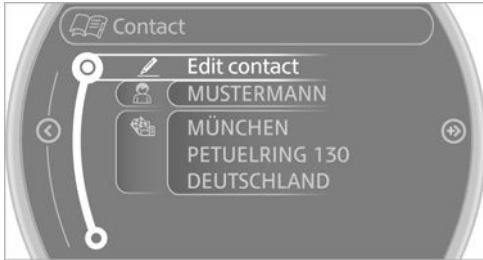 Contact
Edit contact
MUSTERMANN
MÜNCHEN
PETUELRING 130
DEUTSCHLAND